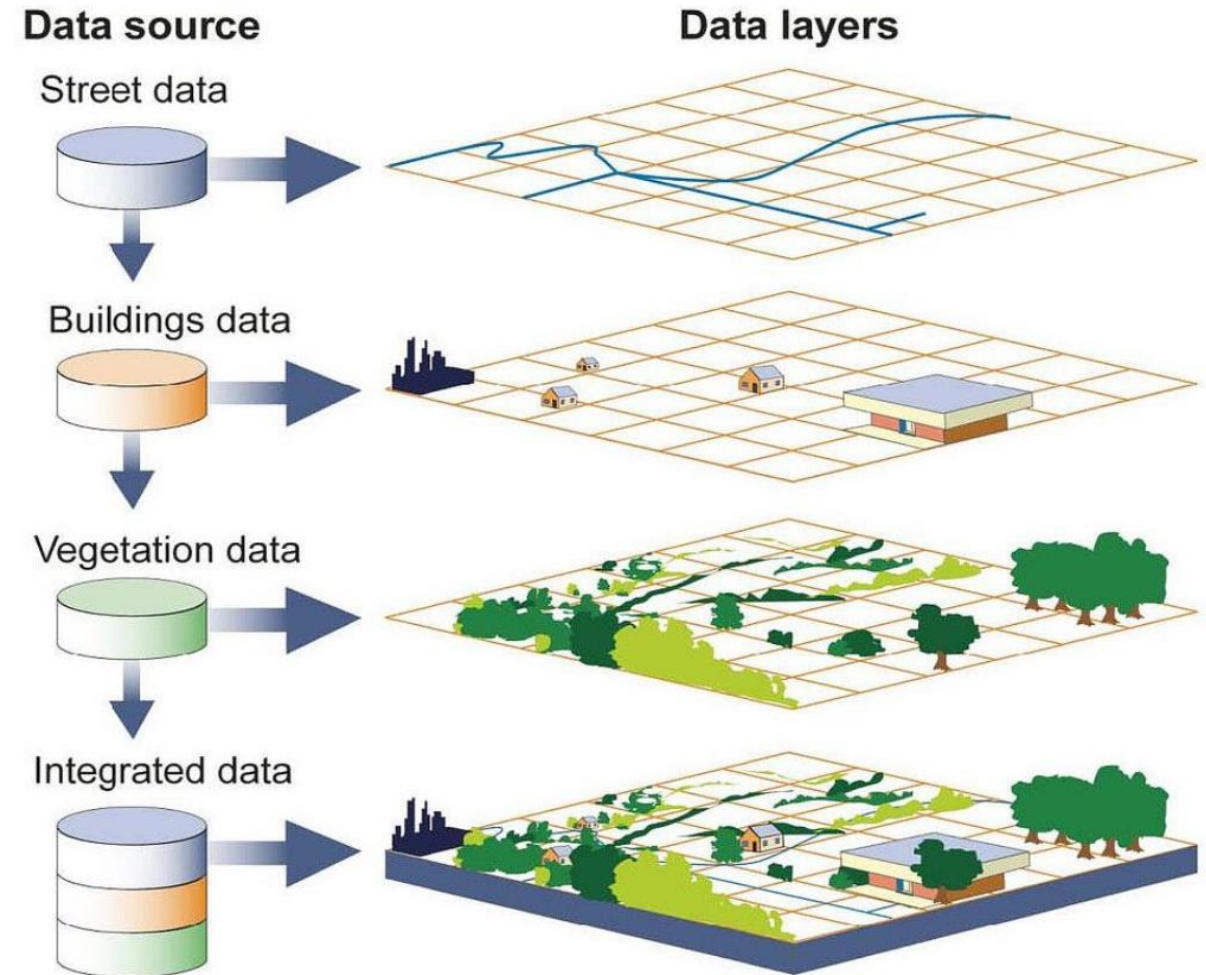 Data source
Data layers
Street data
Buildings data
Vegetation data
Integrated data